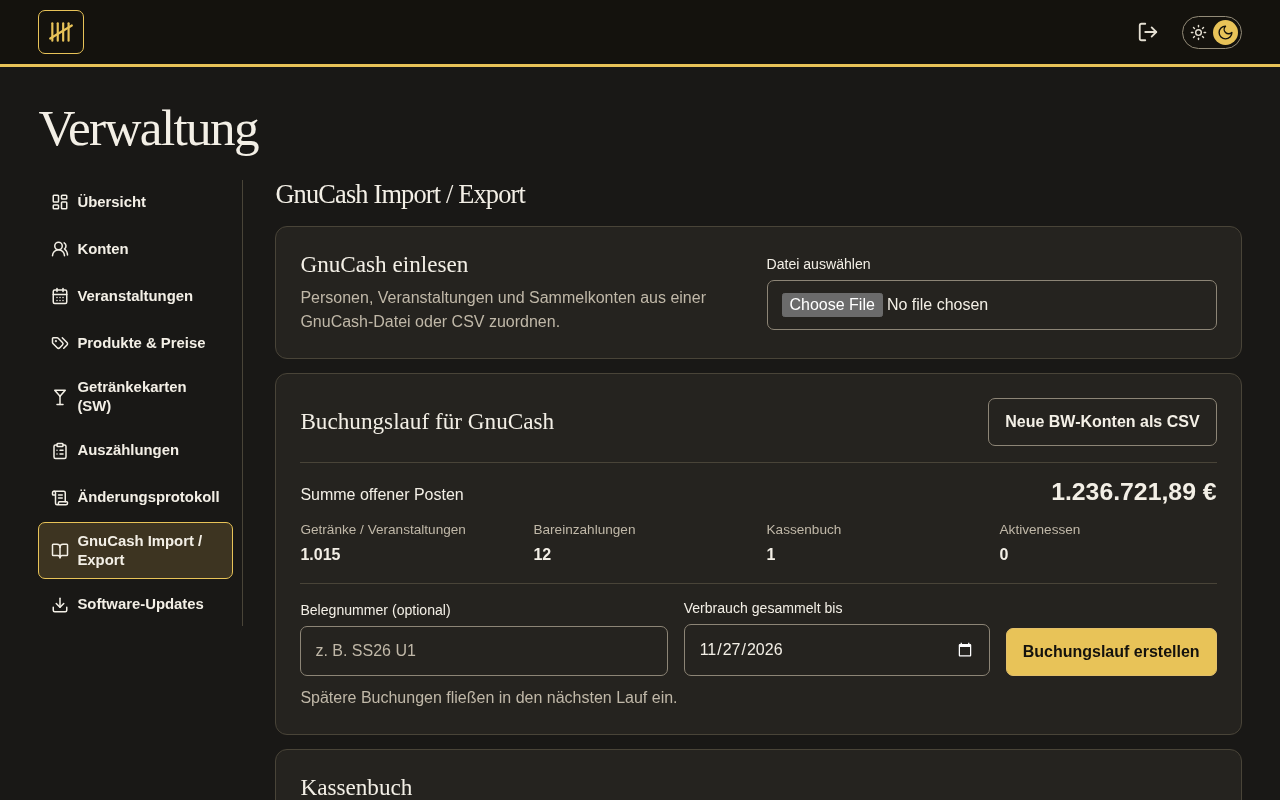 Verwaltung
Übersicht
Konten
Veranstaltungen
Produkte & Preise
Getränkekarten
(SW)
Auszählungen
Änderungsprotokoll
GnuCash Import /
Export
Software-Updates
GnuCash Import / Export
GnuCash einlesen
Personen, Veranstaltungen und Sammelkonten aus einer
GnuCash-Datei oder CSV zuordnen.
Datei auswählen
Choose File No file chosen
Buchungslauf für GnuCash
Neue BW-Konten als CSV
Summe offener Posten
1.236.721,89 €
Getränke / Veranstaltungen
1.015
Bareinzahlungen
12
Kassenbuch
1
Aktivenessen
0
Belegnummer (optional)
z. B. SS26 U1
Verbrauch gesammelt bis
11/27/2026
Buchungslauf erstellen
Spätere Buchungen fließen in den nächsten Lauf ein.
Kassenbuch